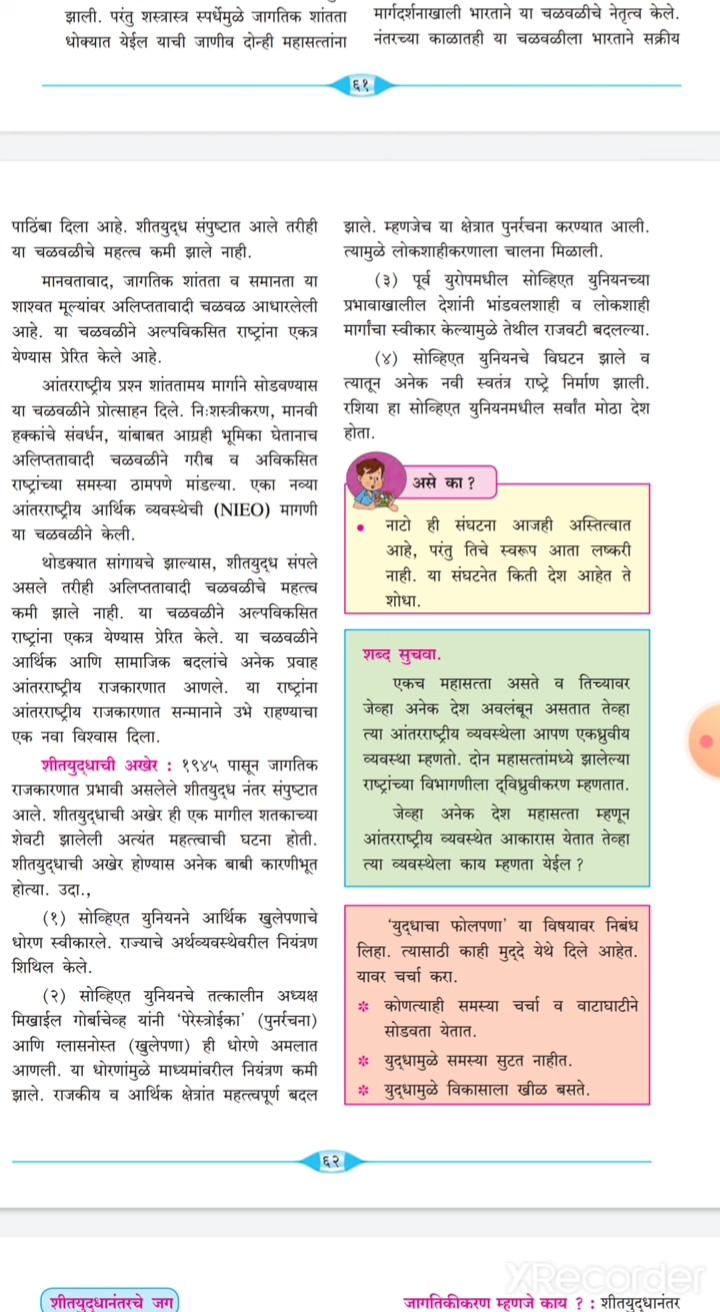 झाली. परंतु शस्त्रास्त्र स्पर्धेमुळे जागतिक शांतता
धोक्यात येईल याची जाणीव दोन्ही महासत्तांना
मार्गदर्शनाखाली भारताने या चळवळीचे नेतृत्व केले.
नंतरच्या काळातही या चळवळीला भारताने सक्रीय
६१
पाठिंबा दिला आहे. शीतयुद्ध संपुष्टात आले तरीही
या चळवळीचे महत्त्व कमी झाले नाही.
मानवतावाद, जागतिक शांतता व समानता या
शाश्वत मूल्यांवर अलिप्ततावादी चळवळ आधारलेली
आहे. या चळवळीने अल्पविकसित राष्ट्रांना एकत्र
येण्यास प्रेरित केले आहे.
आंतरराष्ट्रीय प्रश्न शांततामय मार्गाने सोडवण्यास
या चळवळीने प्रोत्साहन दिले. निःशस्त्रीकरण, मानवी
हक्कांचे संवर्धन, यांबाबत आग्रही भूमिका घेतानाच
अलिप्ततावादी चळवळीने गरीब व अविकसित
राष्ट्रांच्या समस्या ठामपणे मांडल्या. एका नव्या
आंतरराष्ट्रीय आर्थिक व्यवस्थेची (NIEO) मागणी
या चळवळीने केली.
थोडक्यात सांगायचे झाल्यास, शीतयुद्ध संपले
असले तरीही अलिप्ततावादी चळवळीचे महत्त्व
कमी झाले नाही. या चळवळीने अल्पविकसित
राष्ट्रांना एकत्र येण्यास प्रेरित केले. या चळवळीने
आर्थिक आणि सामाजिक बदलांचे अनेक प्रवाह
आंतरराष्ट्रीय राजकारणात आणले. या राष्ट्रांना
आंतरराष्ट्रीय राजकारणात सन्मानाने उभे राहण्याचा
एक नवा विश्वास दिला.
शीतयुद्धाची अखेर : १९४५ पासून जागतिक
राजकारणात प्रभावी असलेले शीतयुद्ध नंतर संपुष्टात
आले. शीतयुद्धाची अखेर ही एक मागील शतकाच्या
शेवटी झालेली अत्यंत महत्त्वाची घटना होती.
शीतयुद्धाची अखेर होण्यास अनेक बाबी कारणीभूत
होत्या. उदा.,
(१) सोव्हिएत युनियनने आर्थिक खुलेपणाचे
धोरण स्वीकारले. राज्याचे अर्थव्यवस्थेवरील नियंत्रण
शिथिल केले.
(२) सोव्हिएत युनियनचे तत्कालीन अध्यक्ष
मिखाईल गोर्बाचेव्ह यांनी ‘पेरेस्त्रोईका’ (पुनर्रचना)
आणि ग्लासनोस्त (खुलेपणा) ही धोरणे अमलात
आणली. या धोरणांमुळे माध्यमांवरील नियंत्रण कमी
झाले. राजकीय व आर्थिक क्षेत्रांत महत्त्वपूर्ण बदल
झाले. म्हणजेच या क्षेत्रात पुनर्रचना करण्यात आली.
त्यामुळे लोकशाहीकरणाला चालना मिळाली.
(३) पूर्व युरोपमधील सोव्हिएत युनियनच्या
प्रभावाखालील देशांनी भांडवलशाही व लोकशाही
मार्गांचा स्वीकार केल्यामुळे तेथील राजवटी बदलल्या.
(४) सोव्हिएत युनियनचे विघटन झाले व
त्यातून अनेक नवी स्वतंत्र राष्ट्रे निर्माण झाली.
रशिया हा सोव्हिएत युनियनमधील सर्वांत मोठा देश
होता.
असे का ?
• नाटो ही संघटना आजही अस्तित्वात
आहे, परंतु तिचे स्वरूप आता लष्करी
नाही. या संघटनेत किती देश आहेत ते
शोधा.
शब्द सुचवा.
एकच महासत्ता असते व तिच्यावर
जेव्हा अनेक देश अवलंबून असतात तेव्हा
त्या आंतरराष्ट्रीय व्यवस्थेला आपण एकध्रुवीय
व्यवस्था म्हणतो. दोन महासत्तांमध्ये झालेल्या
राष्ट्रांच्या विभागणीला द्विध्रुवीकरण म्हणतात.
जेव्हा अनेक देश महासत्ता म्हणून
आंतरराष्ट्रीय व्यवस्थेत आकारास येतात तेव्हा
त्या व्यवस्थेला काय म्हणता येईल ?
‘युद्धाचा फोलपणा’ या विषयावर निबंध
लिहा. त्यासाठी काही मुद्दे येथे दिले आहेत.
यावर चर्चा करा.
* कोणत्याही समस्या चर्चा व वाटाघाटीने
सोडवता येतात.
* युद्धामुळे समस्या सुटत नाहीत.
* युद्धामुळे विकासाला खीळ बसते.
६२
XRecorder
शीतयुद्धानंतरचे जग
जागतिकीकरण म्हणजे काय ? : शीतयुद्धानंतर